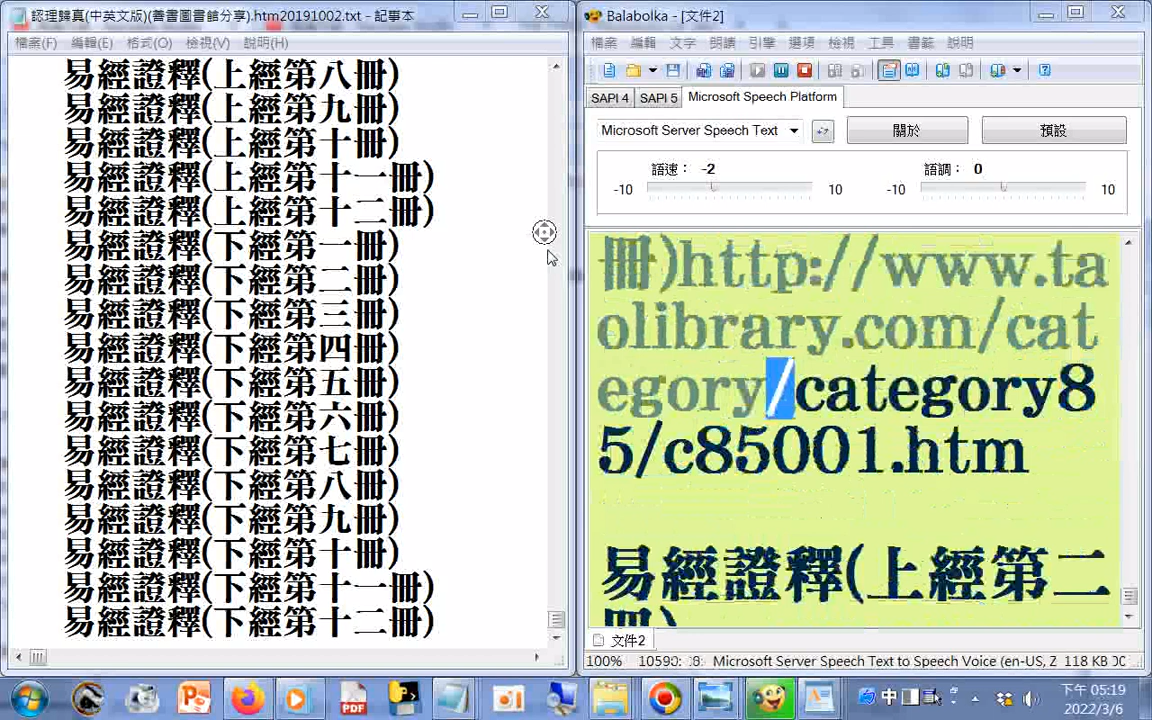 認理歸真(中英文版)(善書圖書館分享).htm20191002.txt - 記事本
檔案(F) 編輯(E) 格式(O) 檢視(V) 說明(H)
易經證釋(上經第八冊)
易經證釋(上經第九冊)
易經證釋(上經第十冊)
易經證釋(上經第十一冊)
易經證釋(上經第十二冊)
易經證釋(下經第一冊)
易經證釋(下經第二冊)
易經證釋(下經第三冊)
易經證釋(下經第四冊)
易經證釋(下經第五冊)
易經證釋(下經第六冊)
易經證釋(下經第七冊)
易經證釋(下經第八冊)
易經證釋(下經第九冊)
易經證釋(下經第十冊)
易經證釋(下經第十一冊)
易經證釋(下經第十二冊)
Balabolka - [文件2]
檔案 編輯 文字 朗讀 引擎 選項 檢視 工具 書籤 說明
SAPI 4 SAPI 5 Microsoft Speech Platform
Microsoft Server Speech Text 關於 預設
語速： -2 語調： 0
-10 10 -10 10
冊)http://www.ta
olibrary.com/cat
egory/category8
5/c85001.htm
易經證釋(上經第二
冊)
文件2
100% Microsoft Server Speech Text to Speech Voice (en-US, Z 118 KB
中 下午 05:19
2022/3/6